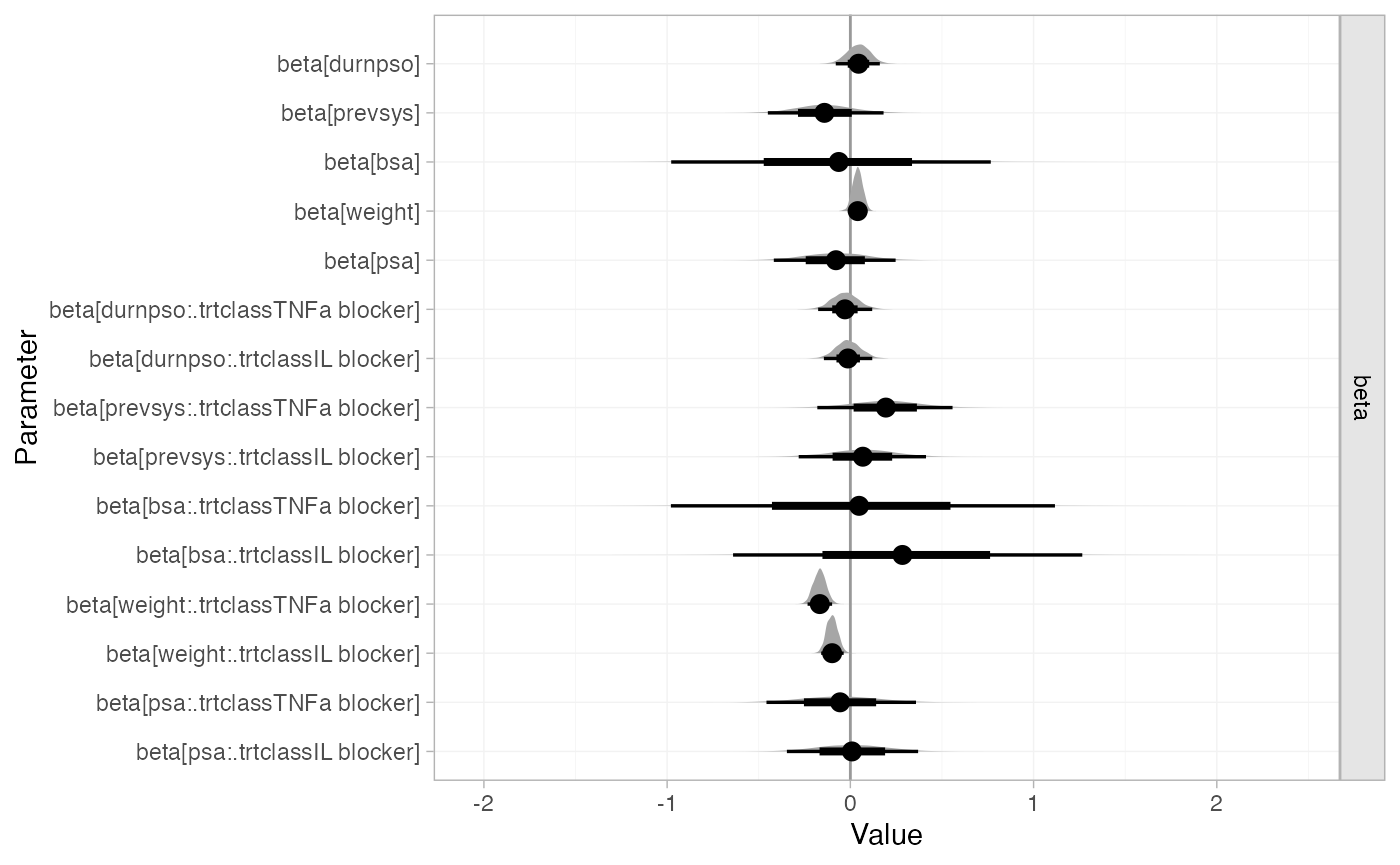 beta[durnpso]
beta[prevsys]
beta[bsa]
beta[weight]
beta[psa]
beta[durnpso:.trtclassTNFa blocker]
beta[durnpso:.trtclassIL blocker]
beta[prevsys:.trtclassTNFa blocker]
beta[prevsys:.trtclassIL blocker]
beta[bsa:.trtclassTNFa blocker]
beta[bsa:.trtclassIL blocker]
beta[weight:.trtclassTNFa blocker]
beta[weight:.trtclassIL blocker]
beta[psa:.trtclassTNFa blocker]
beta[psa:.trtclassIL blocker]
Parameter
beta
-2 -1 0 1 2
Value